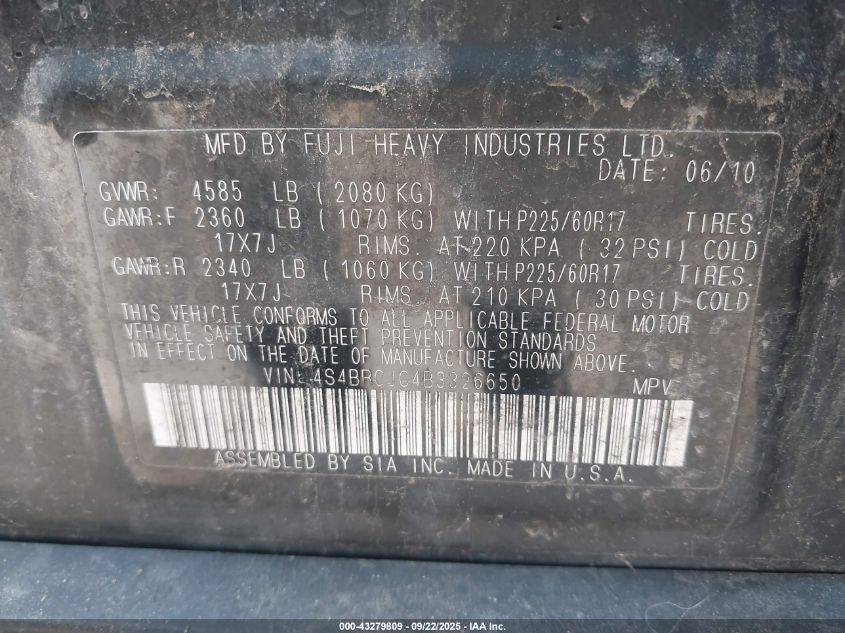 MFD BY FUJI HEAVY INDUSTRIES LTD.
DATE: 06/10
GVWR: 4585 LB ( 2080 KG)
GAWR:F 2360 LB ( 1070 KG) WITH P225/60R17 TIRES.
17X7J RIMS. AT 220 KPA ( 32 PSI) COLD
GAWR:R 2340 LB ( 1060 KG) WITH P225/60R17 TIRES.
17X7J RIMS. AT 210 KPA ( 30 PSI) COLD
THIS VEHICLE CONFORMS TO ALL APPLICABLE FEDERAL MOTOR
VEHICLE SAFETY AND THEFT PREVENTION STANDARDS
IN EFFECT ON THE DATE OF MANUFACTURE SHOWN ABOVE.
VIN: 4S4BRCJC4B3326650 MPV
ASSEMBLED BY SIA INC. MADE IN U.S.A.
000-43279809 - 09/22/2025 - IAA Inc.